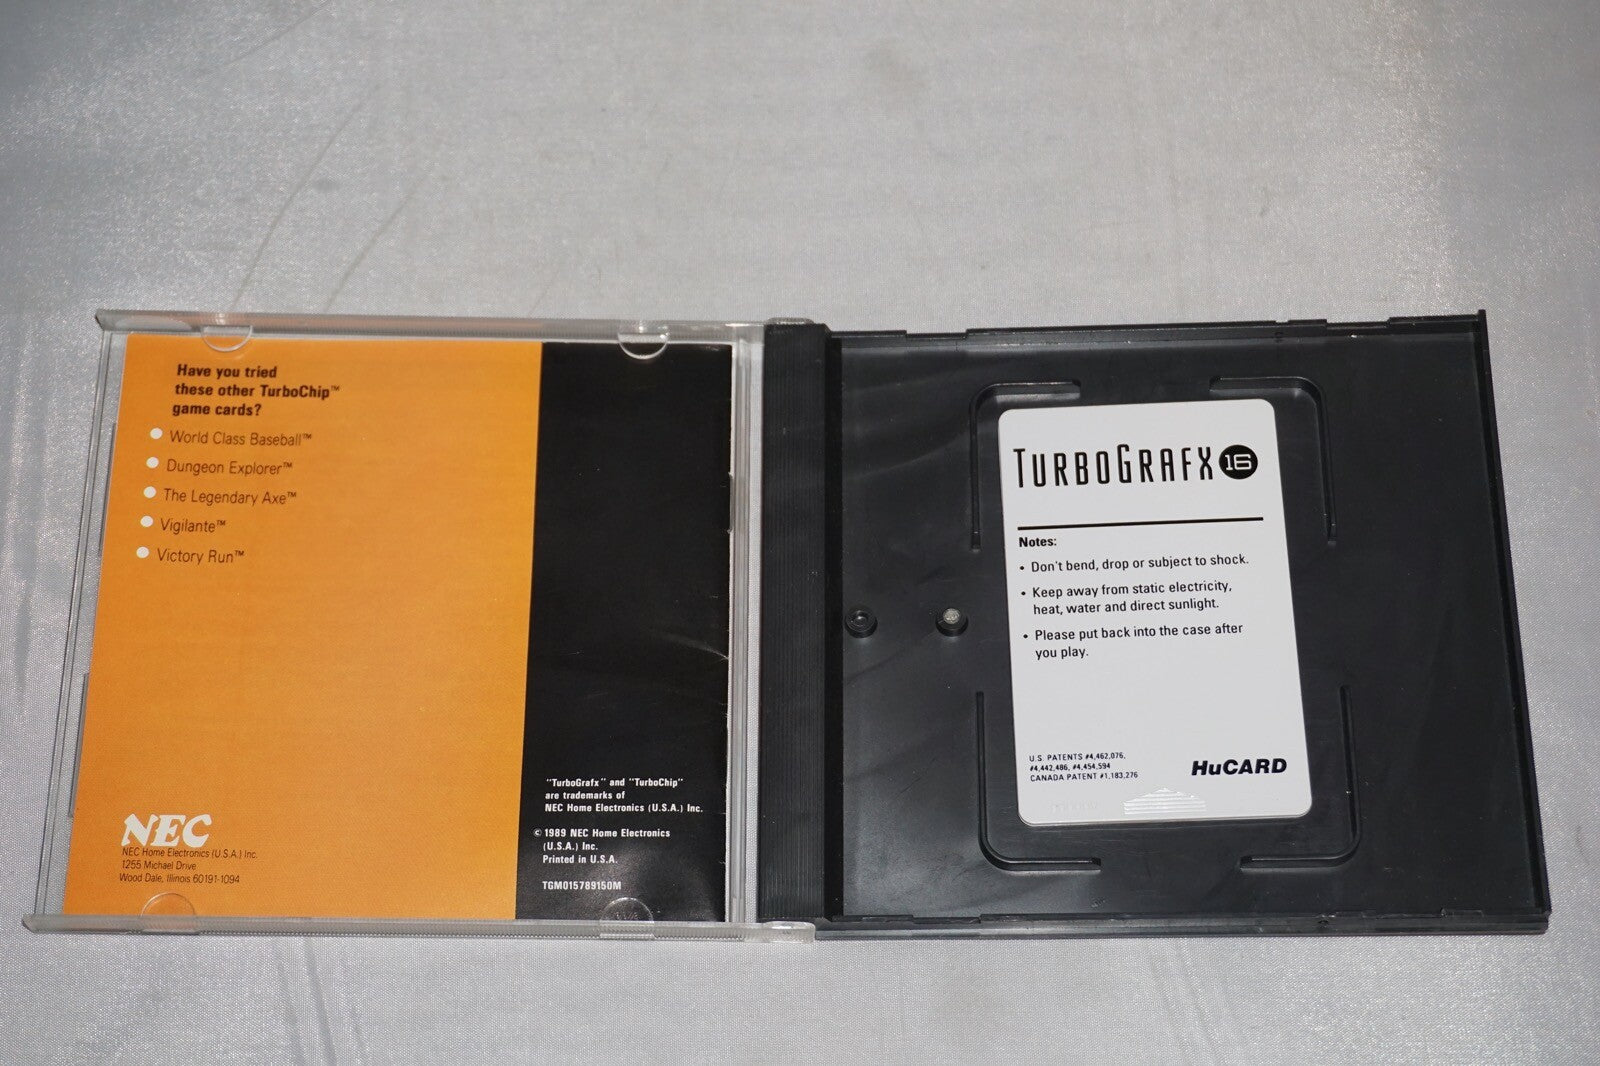 Have you tried
these other TurboChip™
game cards?
World Class Baseball™
Dungeon Explorer™
The Legendary Axe™
Vigilante™
Victory Run™
NEC
NEC Home Electronics (U.S.A.) Inc.
1255 Michael Drive
Wood Dale, Illinois 60191-1094
"TurboGrafx" and "TurboChip"
are trademarks of
NEC Home Electronics (U.S.A.) Inc.
© 1989 NEC Home Electronics
(U.S.A.) Inc.
Printed in U.S.A.
TGM015789150M
TURBOGRAFX 16
Notes:
• Don't bend, drop or subject to shock.
• Keep away from static electricity,
heat, water and direct sunlight.
• Please put back into the case after
you play.
U.S. PATENTS #4,462,076,
#4,442,486, #4,454,594
CANADA PATENT #1,183,276
HuCARD